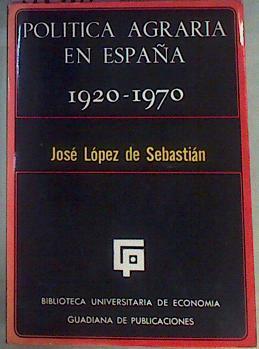 POLITICA AGRARIA
EN ESPAÑA
1920-1970
José López de Sebastián
BIBLIOTECA UNIVERSITARIA DE ECONOMIA
GUADIANA DE PUBLICACIONES